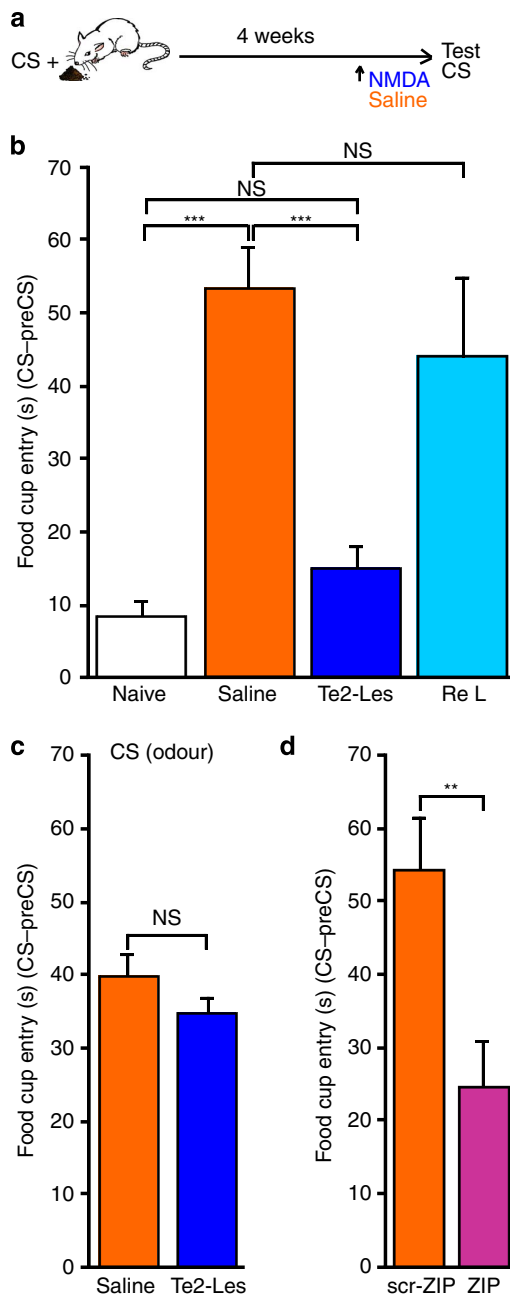 a
4 weeks
CS +
Test
CS
NMDA
Saline
b
Food cup entry (s) (CS–preCS)
70
60
50
40
30
20
10
0
NS
NS
***
***
Naive
Saline
Te2-Les
Re L
c
CS (odour)
Food cup entry (s) (CS–preCS)
70
60
50
40
30
20
10
0
NS
Saline
Te2-Les
d
Food cup entry (s) (CS–preCS)
70
60
50
40
30
20
10
0
**
scr-ZIP
ZIP